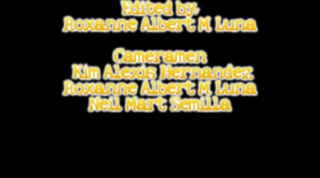 Edited by:
Roxanne Albert M Luna
Cameramen
Kim Alexis Hernandez
Roxanne Albert M Luna
Neil Mart Semilla